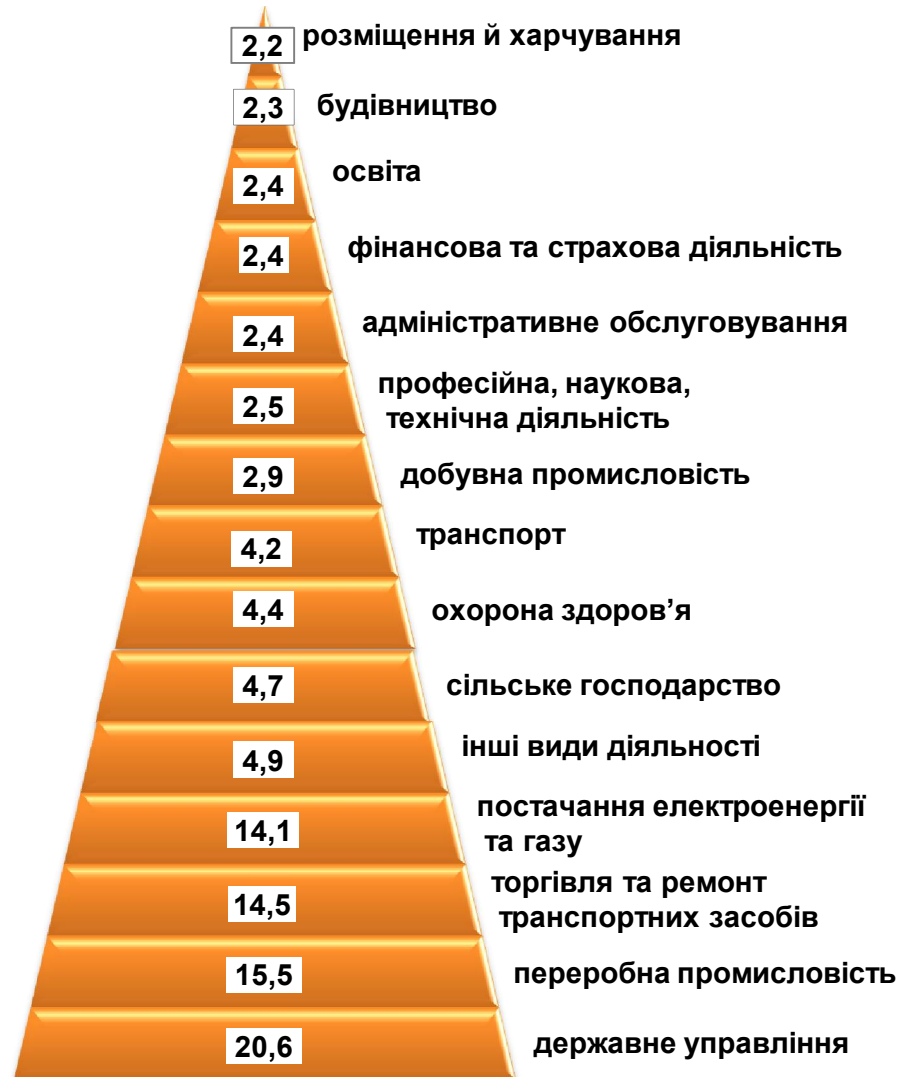 2,2 розміщення й харчування
2,3 будівництво
2,4 освіта
2,4 фінансова та страхова діяльність
2,4 адміністративне обслуговування
2,5 професійна, наукова,
технічна діяльність
2,9 добувна промисловість
4,2 транспорт
4,4 охорона здоров’я
4,7 сільське господарство
4,9 інші види діяльності
14,1 постачання електроенергії
та газу
14,5 торгівля та ремонт
транспортних засобів
15,5 переробна промисловість
20,6 державне управління